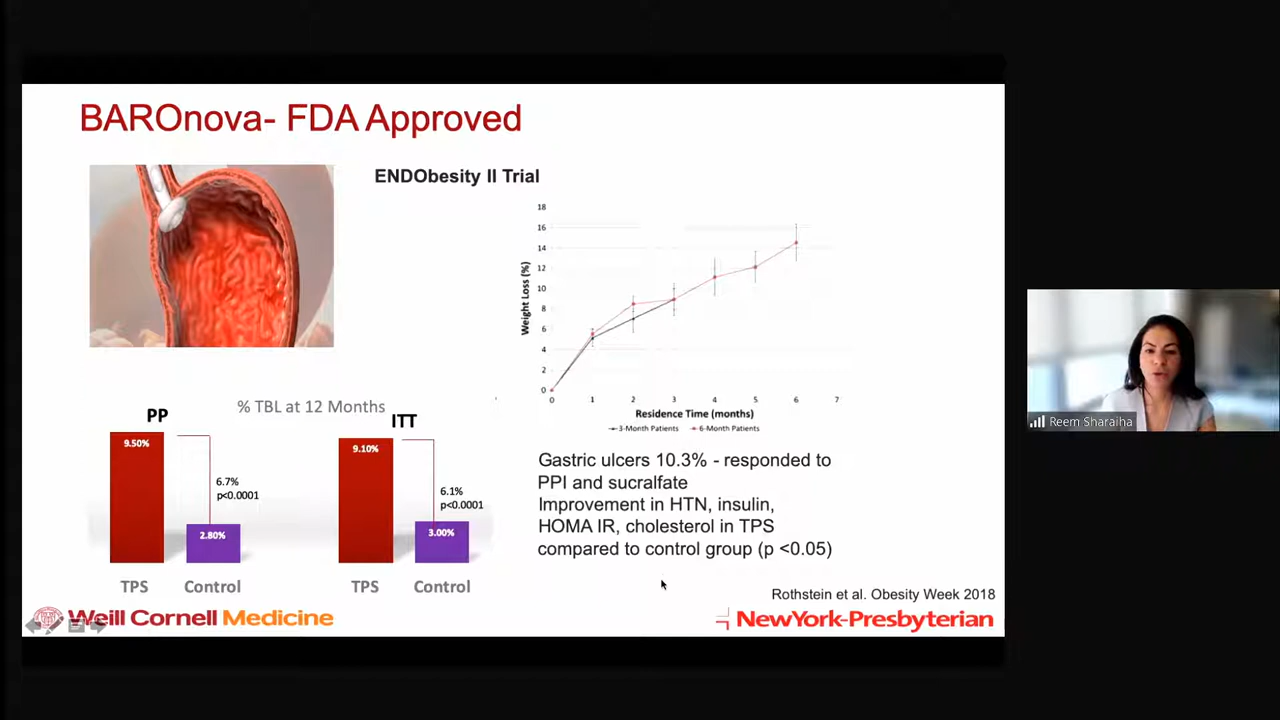 BAROnova- FDA Approved
ENDObesity II Trial
18
16
14
12
10
8
6
4
2
0
Weight Loss (%)
0 1 2 3 4 5 6 7
Residence Time (months)
3-Month Patients 6-Month Patients
% TBL at 12 Months
PP
9.50%
6.7%
p<0.0001
2.80%
TPS Control
ITT
9.10%
6.1%
p<0.0001
3.00%
TPS Control
Gastric ulcers 10.3% - responded to
PPI and sucralfate
Improvement in HTN, insulin,
HOMA IR, cholesterol in TPS
compared to control group (p <0.05)
Rothstein et al. Obesity Week 2018
Weill Cornell Medicine
NewYork-Presbyterian
Reem Sharaiha